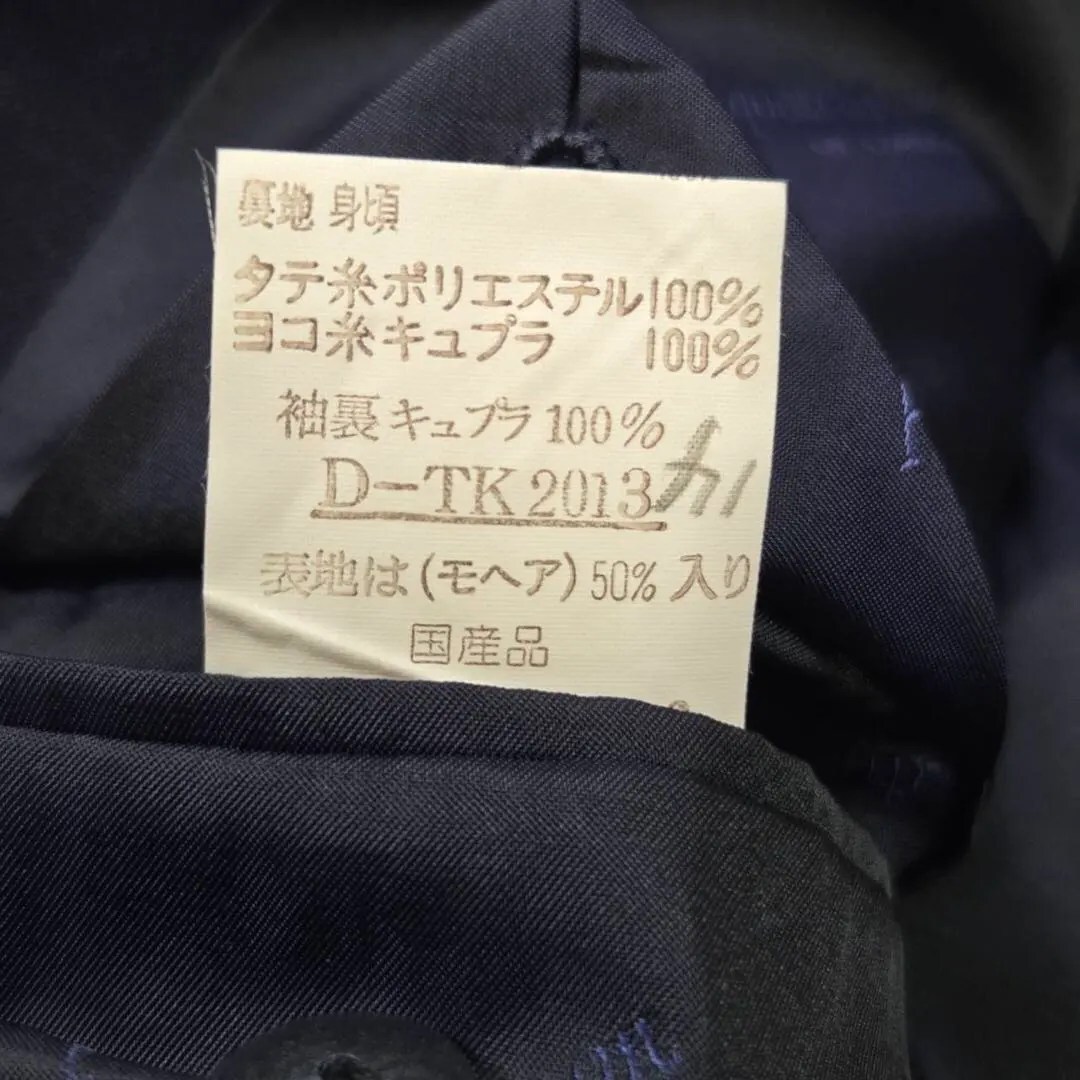 裏地 身頃
タテ糸ポリエステル100%
ヨコ糸キュプラ 100%
袖裏キュプラ 100%
D-TK2013
表地は(モヘア)50%入り
国産品